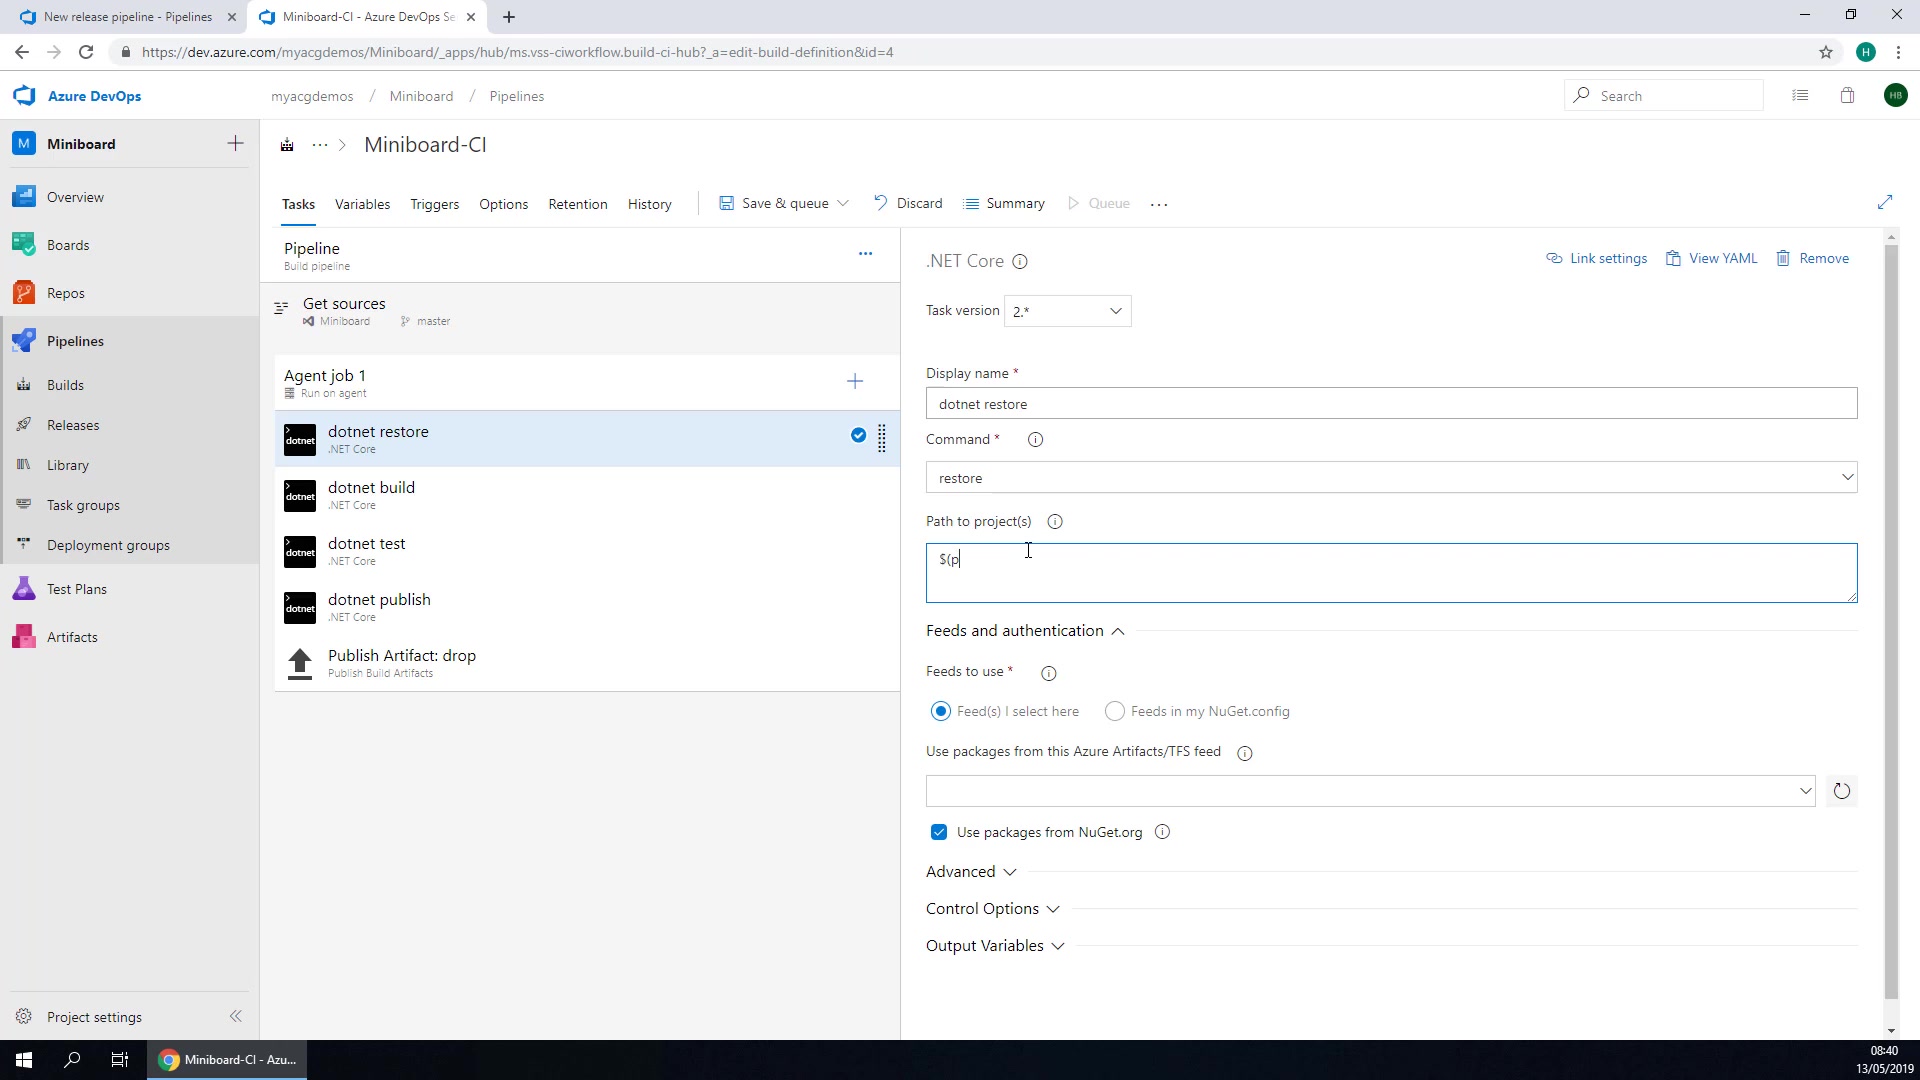 New release pipeline - Pipelines
Miniboard-CI - Azure DevOps Se
https://dev.azure.com/myacgdemos/Miniboard/_apps/hub/ms.vss-ciworkflow.build-ci-hub?_a=edit-build-definition&id=4
H
Azure DevOps
myacgdemos / Miniboard / Pipelines
Search
HB
M Miniboard
Overview
Boards
Repos
Pipelines
Builds
Releases
Library
Task groups
Deployment groups
Test Plans
Artifacts
Project settings
Miniboard-CI
Tasks Variables Triggers Options Retention History Save & queue Discard Summary Queue ...
Pipeline
Build pipeline
Get sources
Miniboard master
Agent job 1
Run on agent
dotnet
dotnet restore
.NET Core
dotnet
dotnet build
.NET Core
dotnet
dotnet test
.NET Core
dotnet
dotnet publish
.NET Core
Publish Artifact: drop
Publish Build Artifacts
.NET Core
Link settings View YAML Remove
Task version 2.*
Display name *
dotnet restore
Command *
restore
Path to project(s)
$(p
Feeds and authentication
Feeds to use *
Feed(s) I select here Feeds in my NuGet.config
Use packages from this Azure Artifacts/TFS feed
Use packages from NuGet.org
Advanced
Control Options
Output Variables
Miniboard-CI - Azu...
08:40
13/05/2019